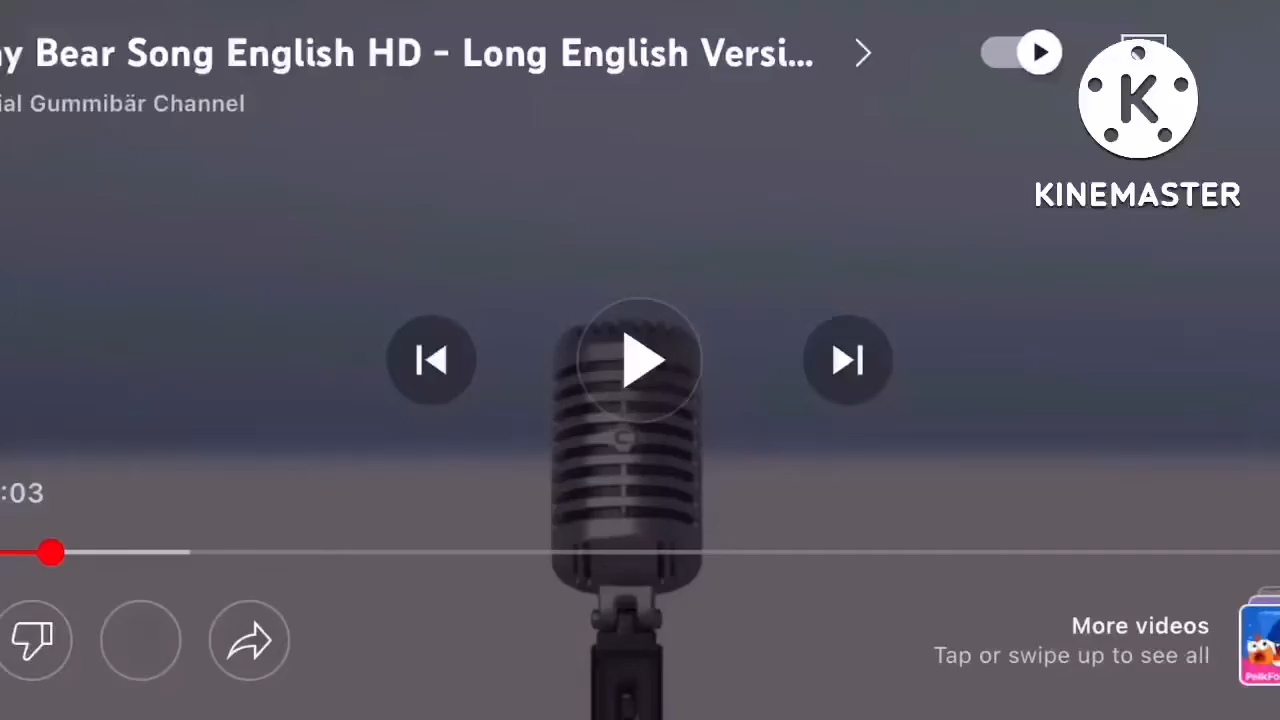 y Bear Song English HD - Long English Versi...
ial Gummibär Channel
K
KINEMASTER
:03
More videos
Tap or swipe up to see all